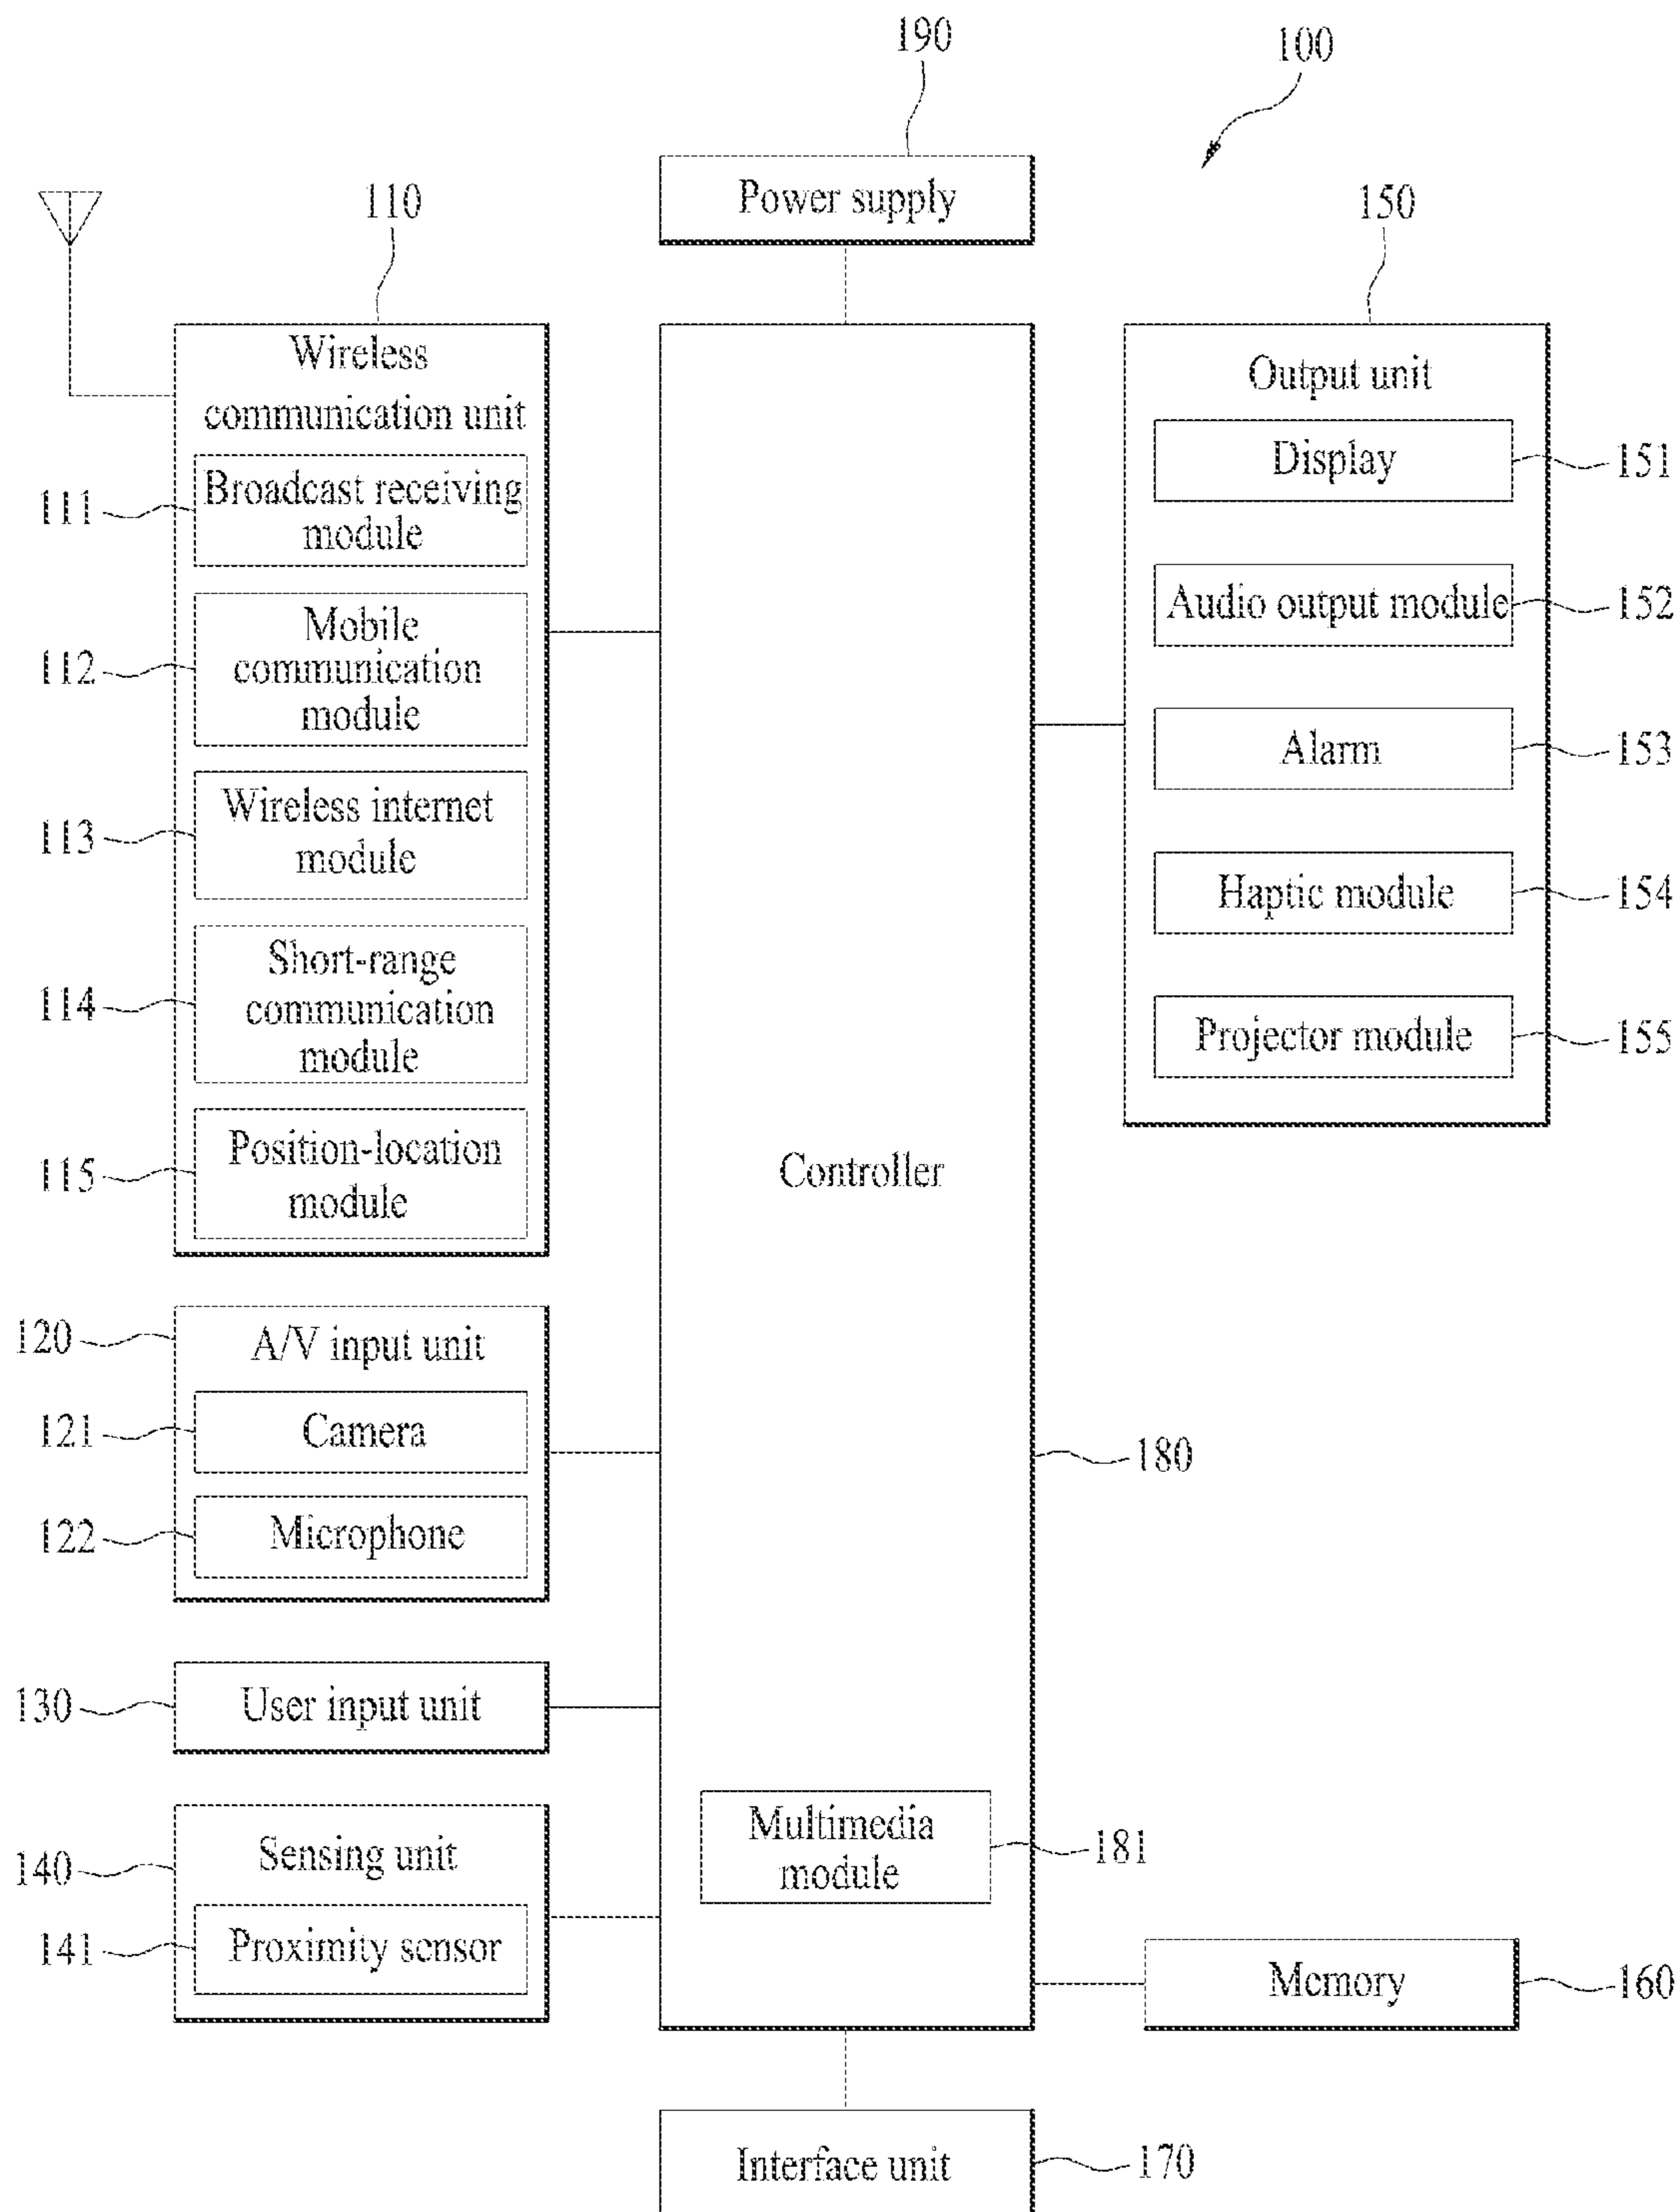 190
100
Power supply
110
150
Wireless
communication unit
111
Broadcast receiving
module
112
Mobile
communication
module
113
Wireless internet
module
114
Short-range
communication
module
115
Position-location
module
120
A/V input unit
121
Camera
122
Microphone
130
User input unit
140
Sensing unit
141
Proximity sensor
Controller
180
Multimedia
module
181
Output unit
Display
151
Audio output module
152
Alarm
153
Haptic module
154
Projector module
155
Memory
160
Interface unit
170